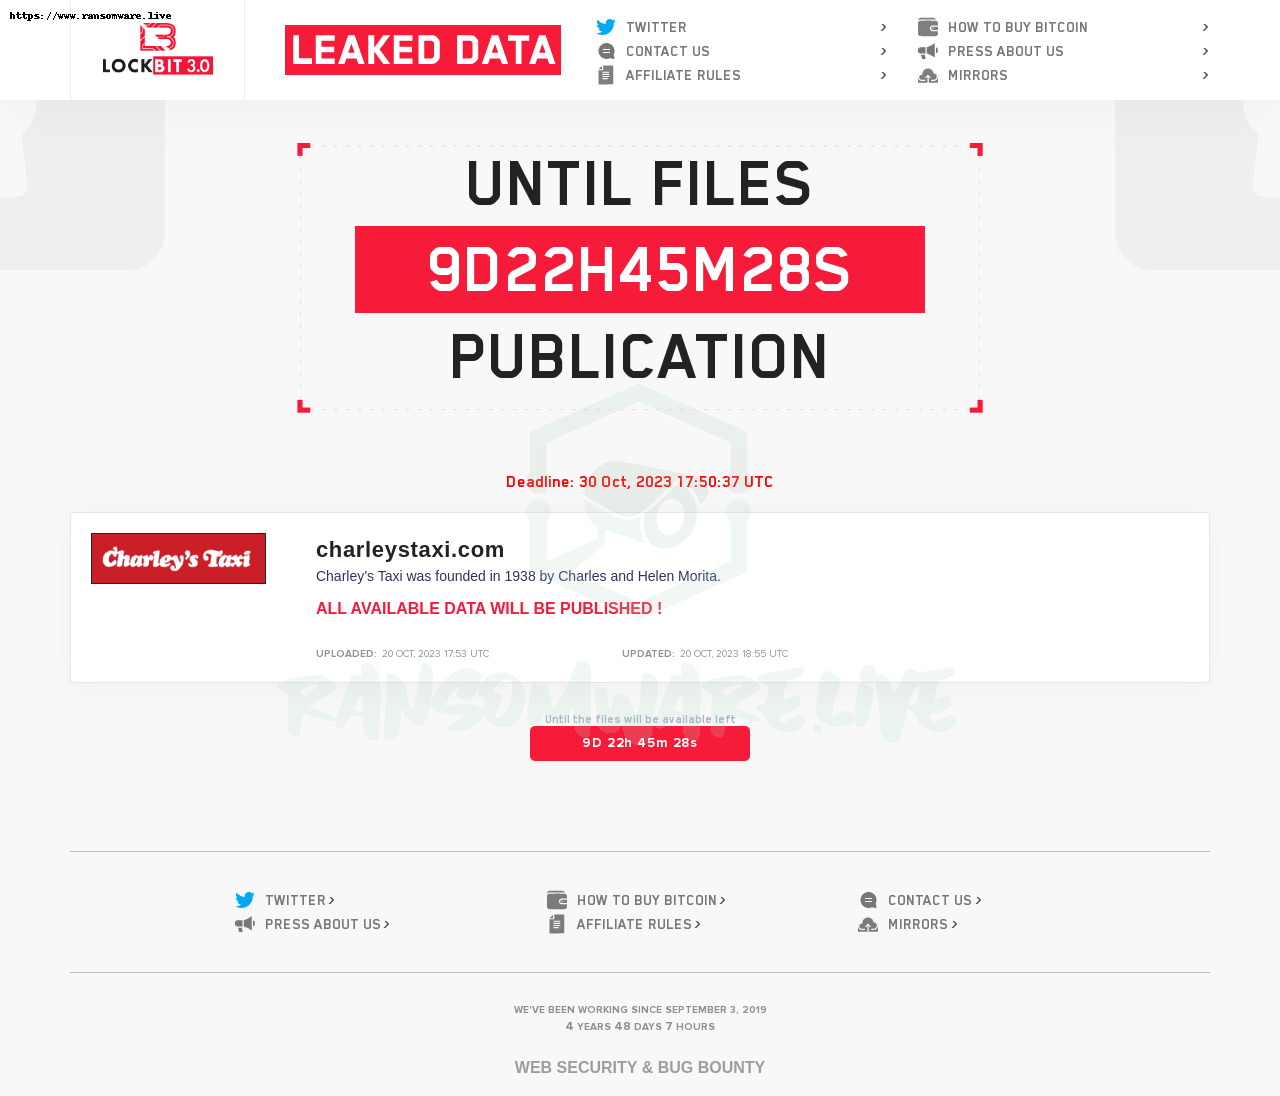 https://www.ransomware.live
LOCKBIT 3.0
LEAKED DATA
TWITTER
CONTACT US
AFFILIATE RULES
HOW TO BUY BITCOIN
PRESS ABOUT US
MIRRORS
UNTIL FILES
9D22H45M28S
PUBLICATION
Deadline: 30 Oct, 2023 17:50:37 UTC
Charley's Taxi
charleystaxi.com
Charley’s Taxi was founded in 1938 by Charles and Helen Morita.
ALL AVAILABLE DATA WILL BE PUBLISHED !
UPLOADED: 20 OCT, 2023 17:53 UTC
UPDATED: 20 OCT, 2023 18:55 UTC
RANSOMWARE.LIVE
Until the files will be available left
9D 22h 45m 28s
TWITTER
PRESS ABOUT US
HOW TO BUY BITCOIN
AFFILIATE RULES
CONTACT US
MIRRORS
WE'VE BEEN WORKING SINCE SEPTEMBER 3, 2019
4 YEARS 48 DAYS 7 HOURS
WEB SECURITY & BUG BOUNTY